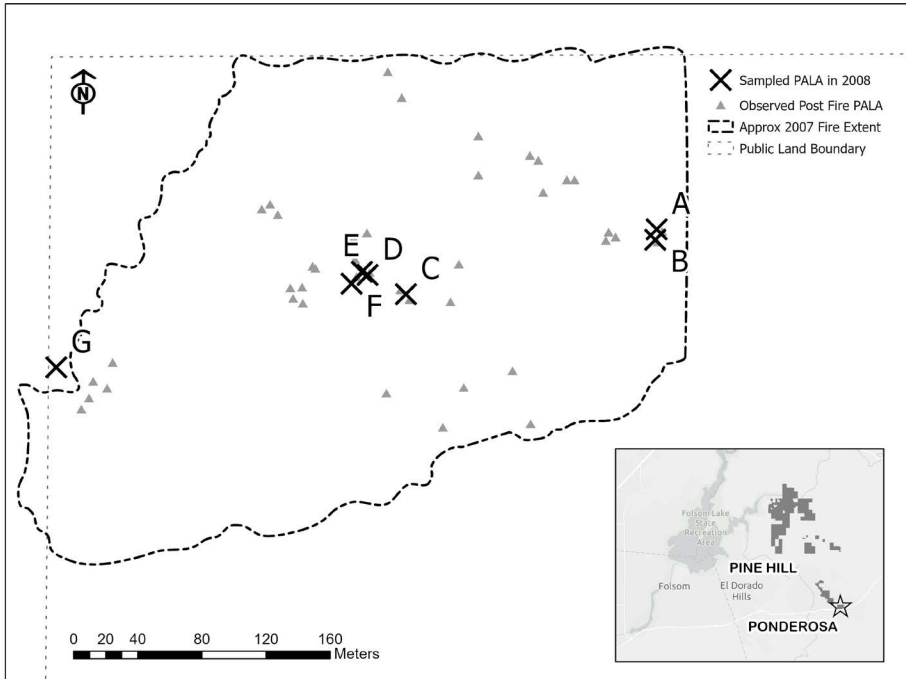 N
Sampled PALA in 2008
Observed Post Fire PALA
Approx 2007 Fire Extent
Public Land Boundary
A
B
E
D
C
F
G
0 20 40 80 120 160
Meters
Folsom Lake
State
Recreation
Area
PINE HILL
Folsom
El Dorado
Hills
PONDEROSA